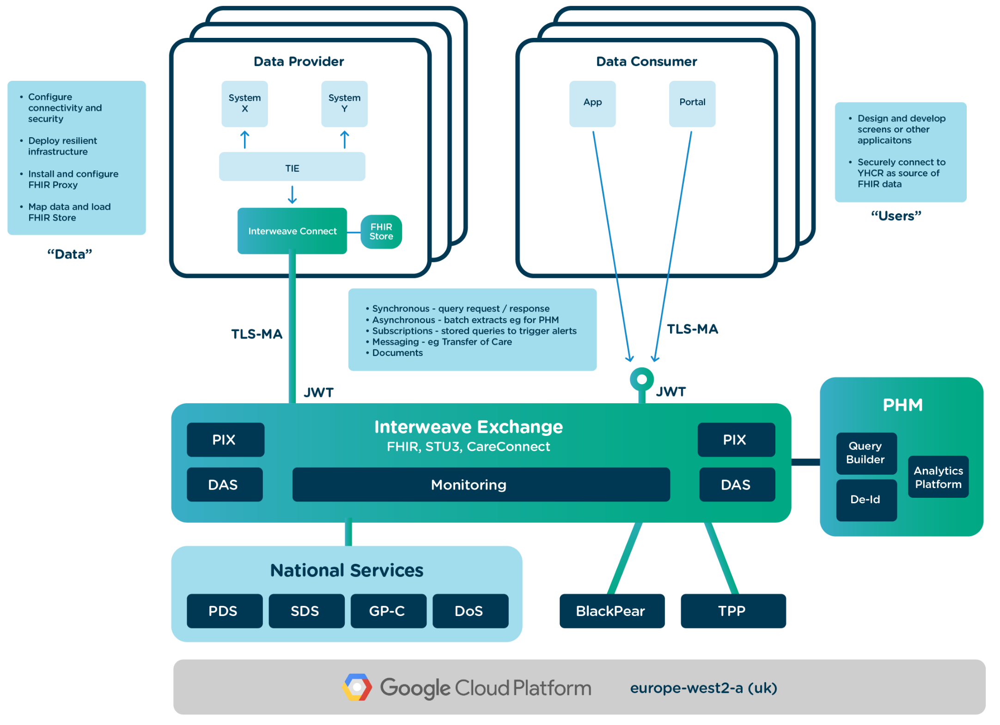 Data Provider
System
X
System
Y
TIE
Interweave Connect
FHIR
Store
Data Consumer
App
Portal
• Configure
connectivity and
security
• Deploy resilient
infrastructure
• Install and configure
FHIR Proxy
• Map data and load
FHIR Store
“Data”
• Design and develop
screens or other
applicaitons
• Securely connect to
YHCR as source of
FHIR data
“Users”
• Synchronous - query request / response
• Asynchronous - batch extracts eg for PHM
• Subscriptions - stored queries to trigger alerts
• Messaging - eg Transfer of Care
• Documents
TLS-MA
JWT
TLS-MA
JWT
Interweave Exchange
FHIR, STU3, CareConnect
PIX
DAS
Monitoring
PIX
DAS
PHM
Query
Builder
De-Id
Analytics
Platform
National Services
PDS
SDS
GP-C
DoS
BlackPear
TPP
Google Cloud Platform
europe-west2-a (uk)